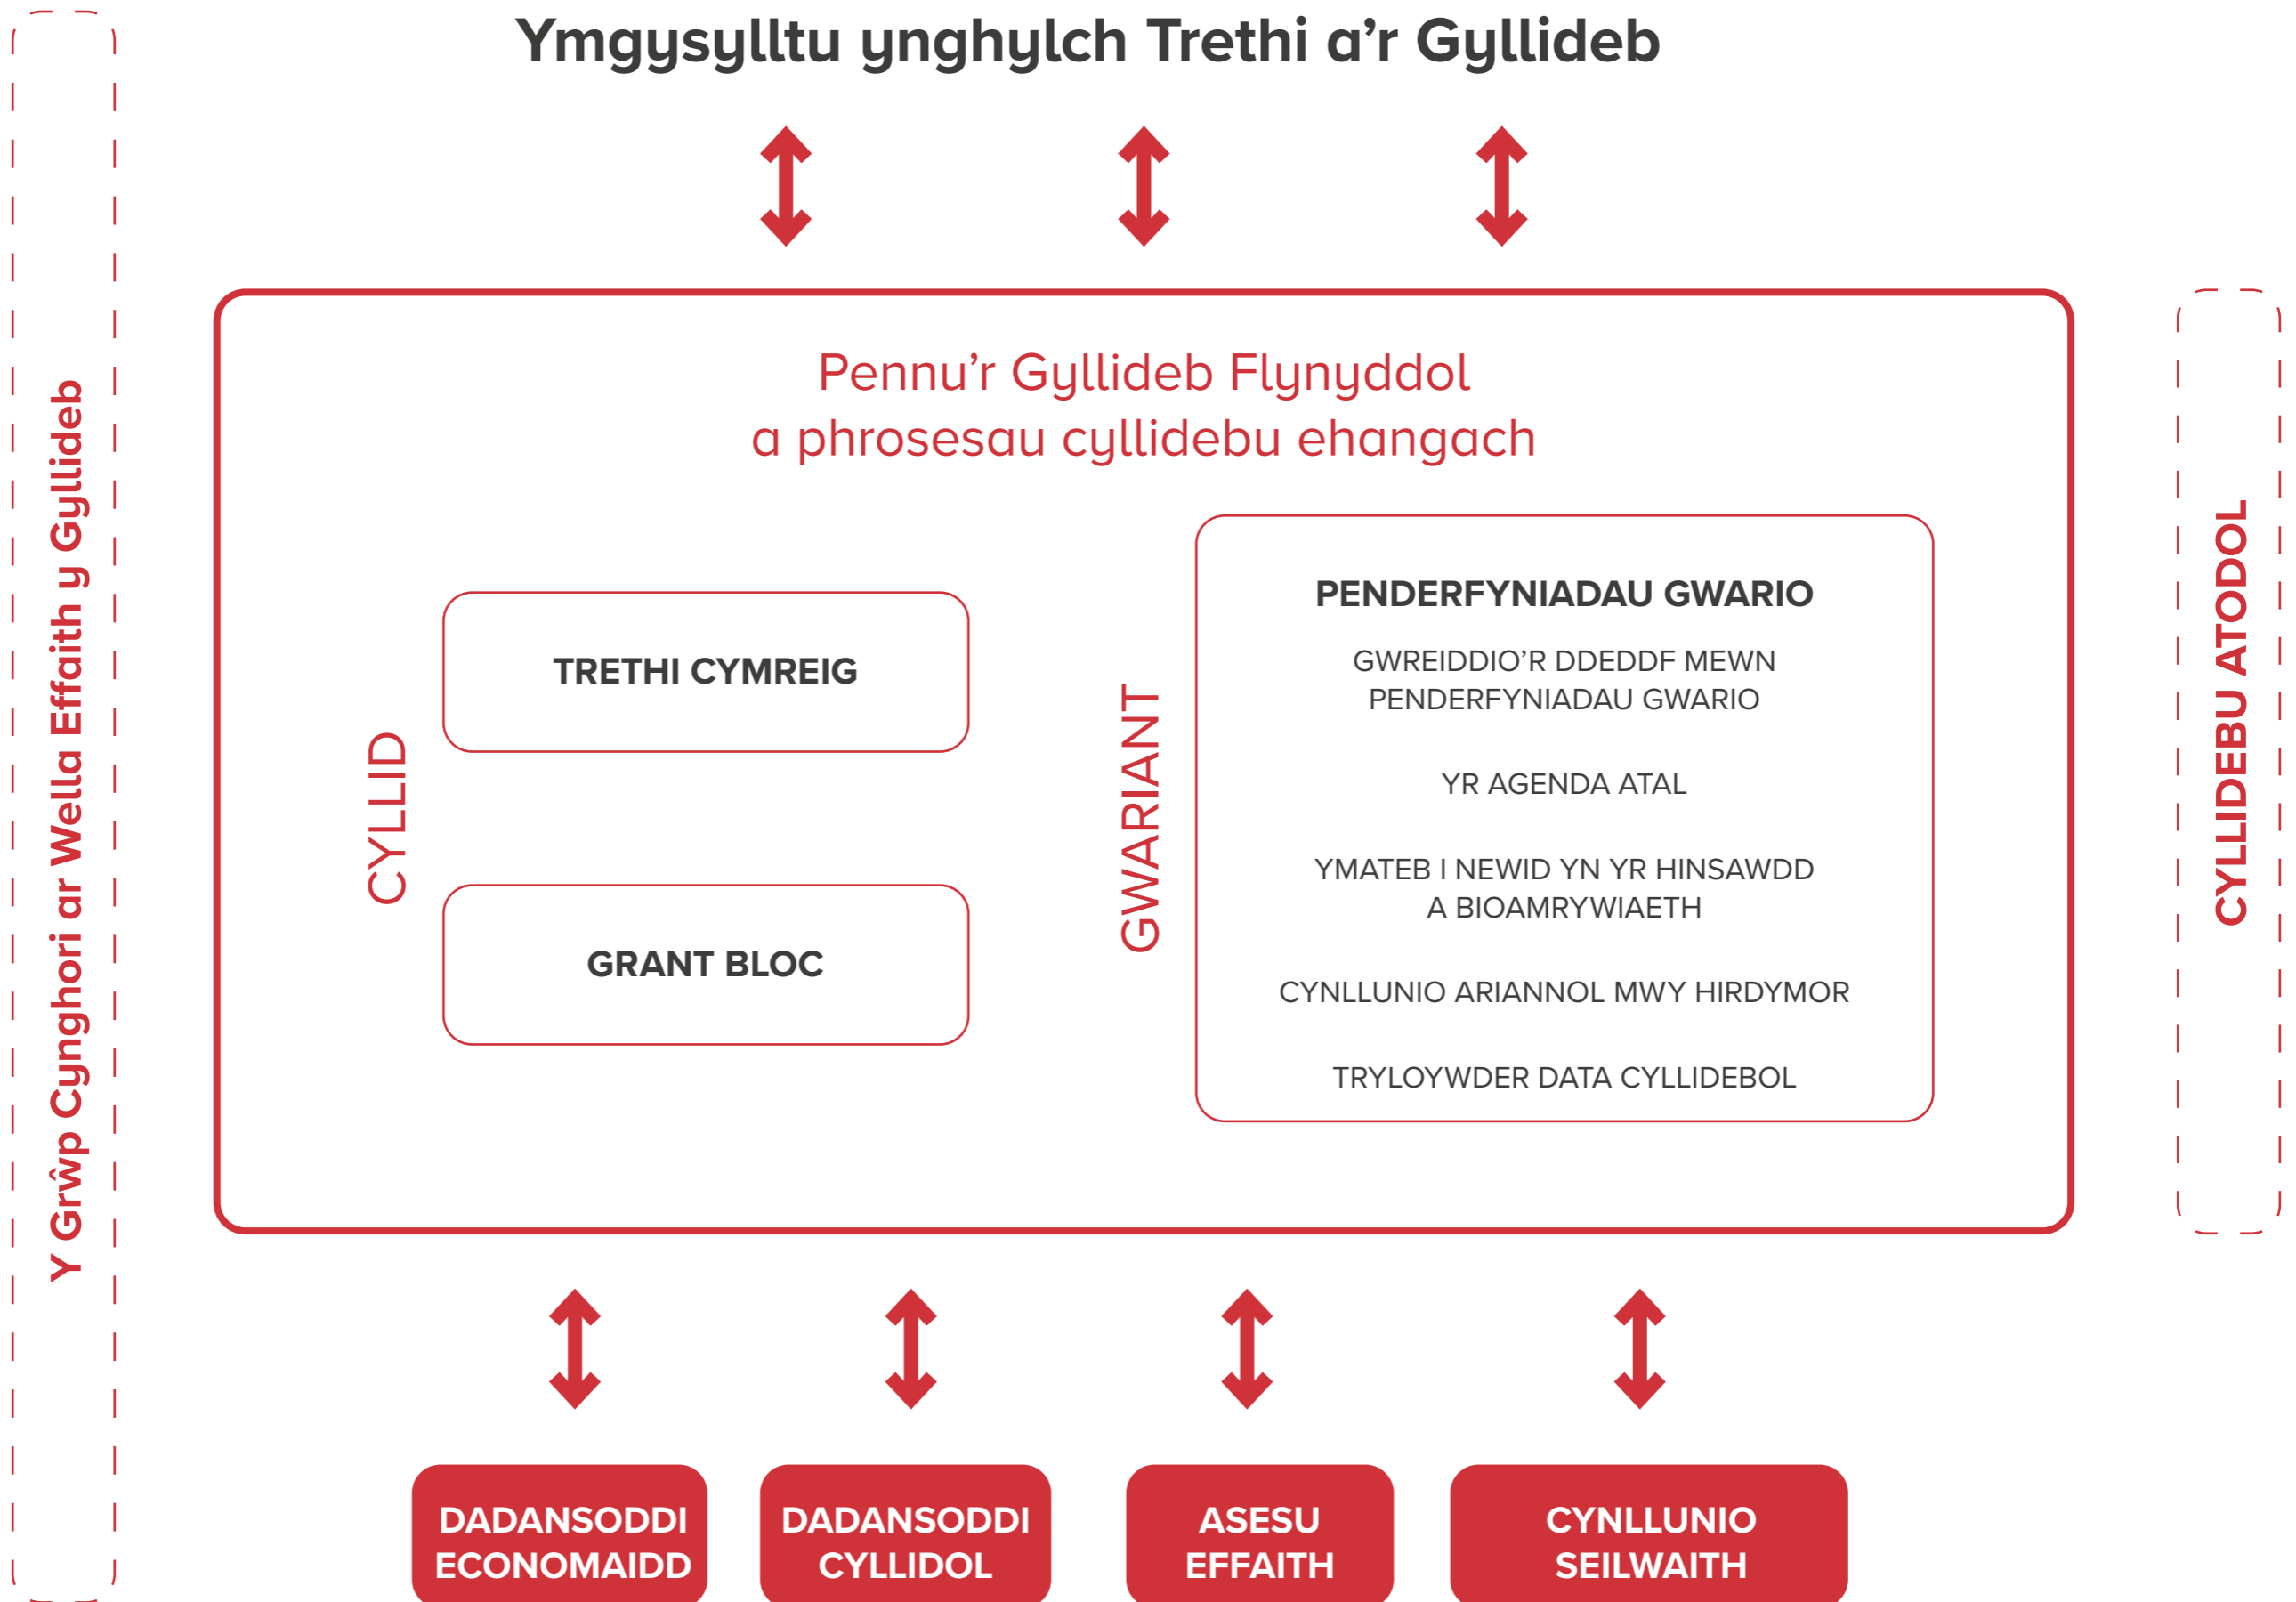 Ymgysylltu ynghylch Trethi a’r Gyllideb
Y Grŵp Cynghori ar Wella Effaith y Gyllideb
Pennu’r Gyllideb Flynyddol
a phrosesau cyllidebu ehangach
CYLLID
TRETHI CYMREIG
GRANT BLOC
GWARIANT
PENDERFYNIADAU GWARIO
GWREIDDIO’R DDEDDF MEWN
PENDERFYNIADAU GWARIO
YR AGENDA ATAL
YMATEB I NEWID YN YR HINSAWDD
A BIOAMRYWIAETH
CYNLLUNIO ARIANNOL MWY HIRDYMOR
TRYLOYWDER DATA CYLLIDEBOL
CYLLIDEBU ATODOL
DADANSODDI
ECONOMAIDD
DADANSODDI
CYLLIDOL
ASESU
EFFAITH
CYNLLUNIO
SEILWAITH